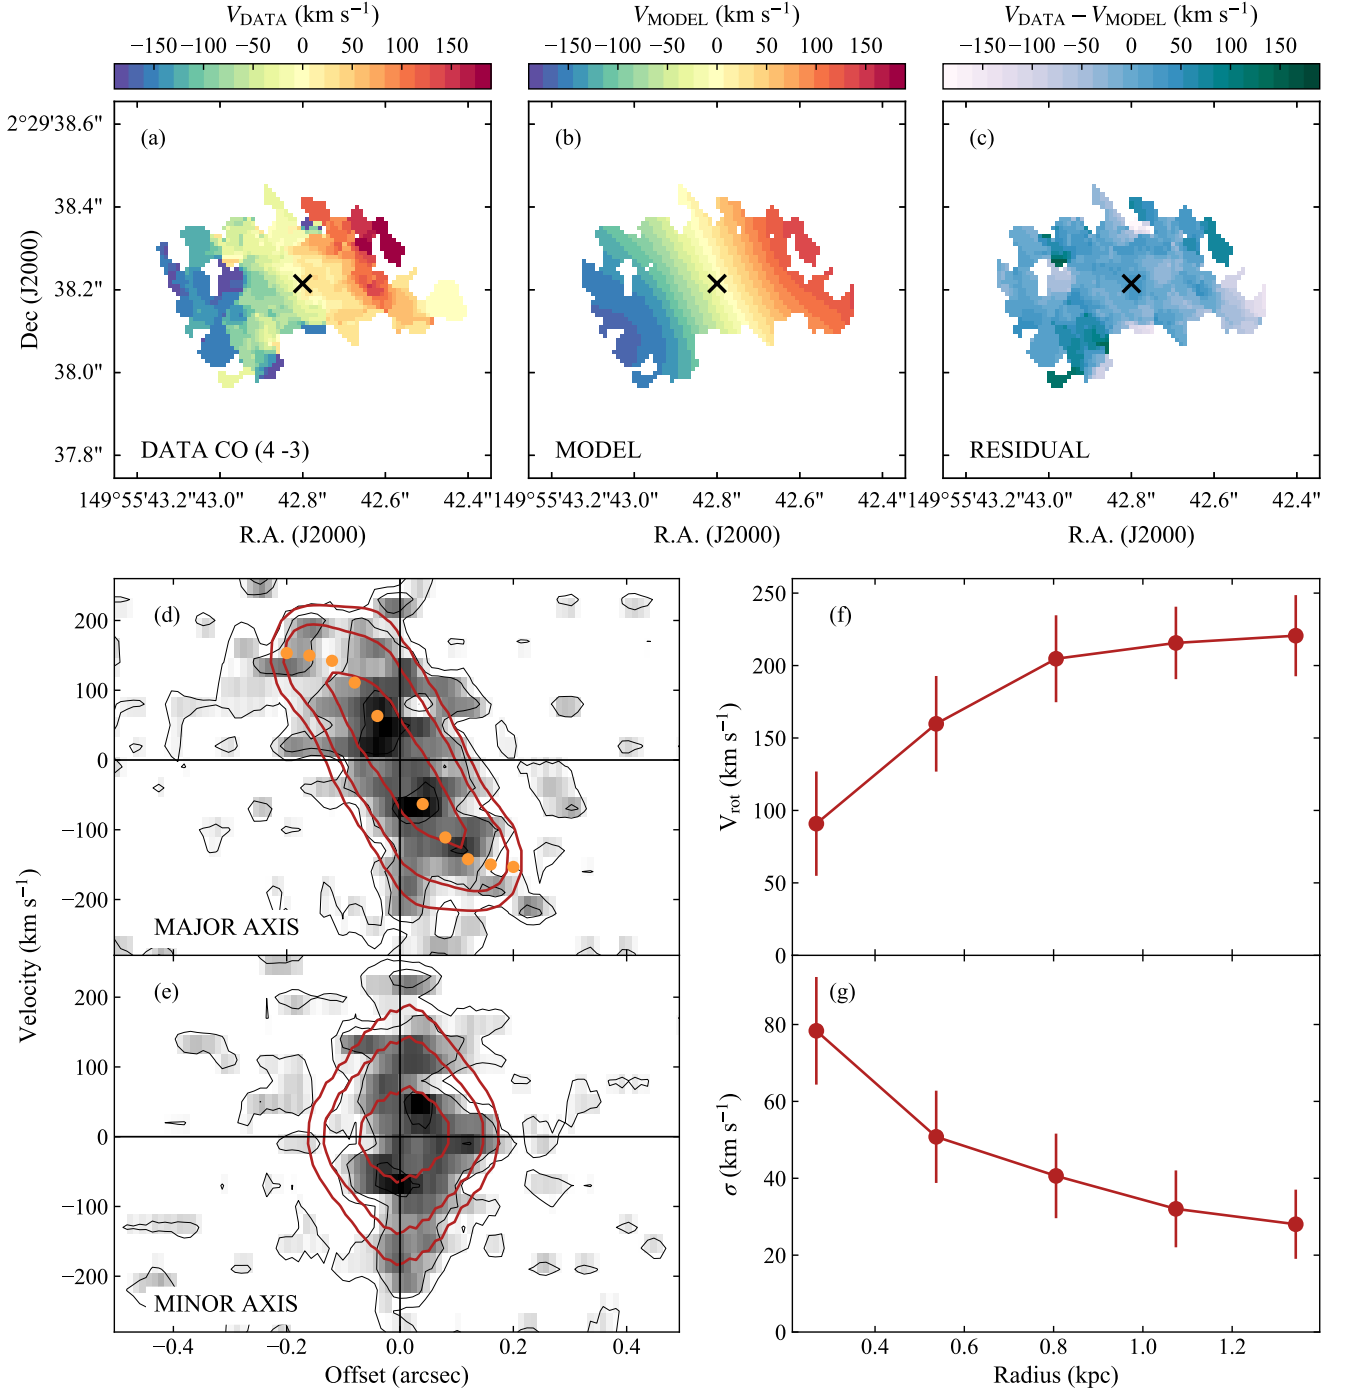 V_DATA (km s⁻¹) V_MODEL (km s⁻¹) V_DATA − V_MODEL (km s⁻¹)
−150 −100 −50 0 50 100 150 −150 −100 −50 0 50 100 150 −150 −100 −50 0 50 100 150
2°29'38.6"
(a) (b) (c)
38.4"
38.2"
38.0"
37.8"
Dec (J2000)
DATA CO (4 -3) MODEL RESIDUAL
149°55'43.2" 43.0" 42.8" 42.6" 42.4" 149°55'43.2" 42.8" 42.6" 42.4" 149°55'43.2" 43.0" 42.8" 42.6" 42.4"
R.A. (J2000) R.A. (J2000) R.A. (J2000)
(d)
200
100
0
−100
−200
MAJOR AXIS
Velocity (km s⁻¹)
(e)
200
100
0
−100
−200
MINOR AXIS
−0.4 −0.2 0.0 0.2 0.4
Offset (arcsec)
(f)
250
200
150
100
50
0
V_rot (km s⁻¹)
(g)
80
60
40
20
0
σ (km s⁻¹)
0.4 0.6 0.8 1.0 1.2
Radius (kpc)